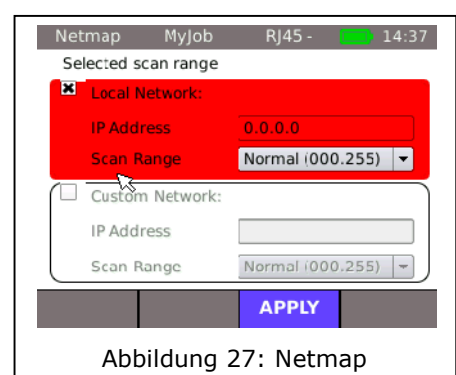 Netmap MyJob RJ45 - 14:37
Selected scan range
Local Network:
IP Address 0.0.0.0
Scan Range Normal (000.255)
Custom Network:
IP Address
Scan Range Normal (000.255)
APPLY
Abbildung 27: Netmap